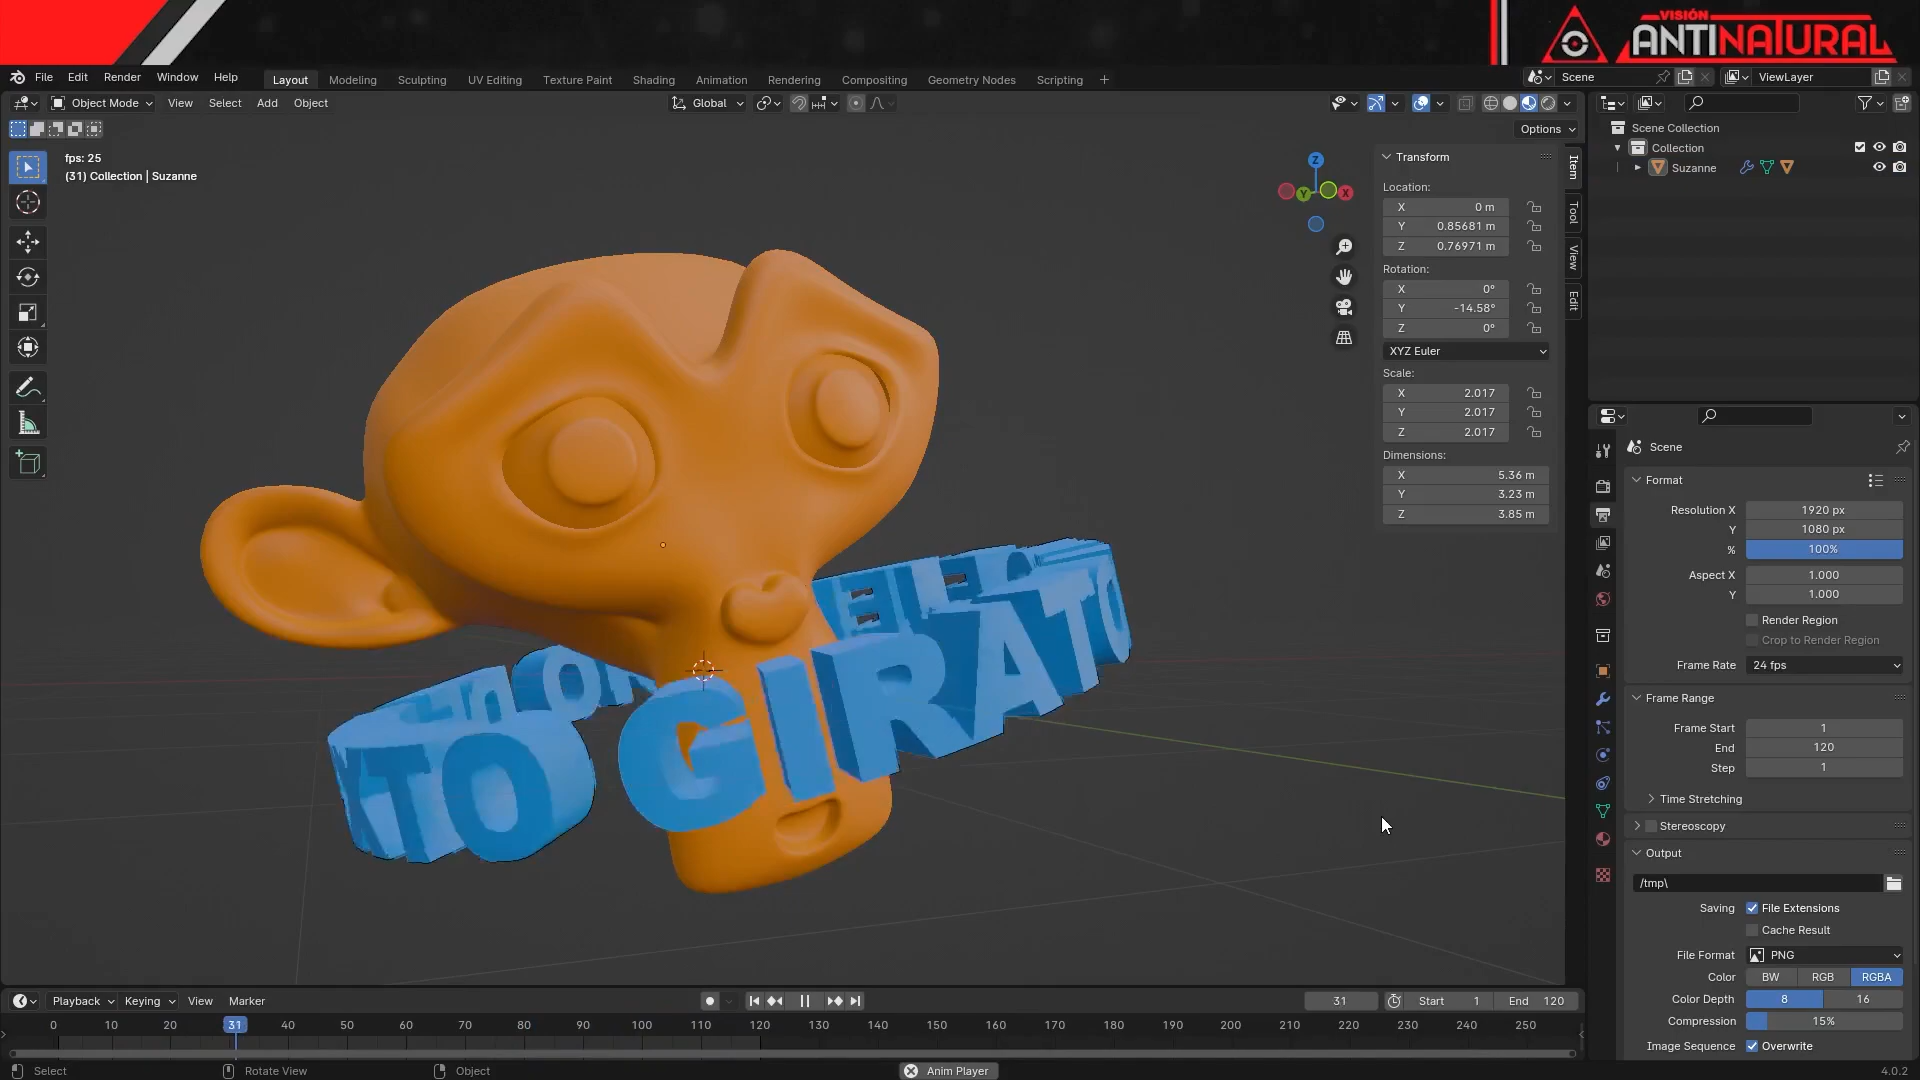 VISIÓN
ANTINATURAL
File Edit Render Window Help
Layout Modeling Sculpting UV Editing Texture Paint Shading Animation Rendering Compositing Geometry Nodes Scripting +
Scene
ViewLayer
Object Mode View Select Add Object
Global
Options
fps: 25
(31) Collection | Suzanne
Z
Y
X
Transform
Location:
X 0 m
Y 0.85681 m
Z 0.76971 m
Rotation:
X 0°
Y -14.58°
Z 0°
XYZ Euler
Scale:
X 2.017
Y 2.017
Z 2.017
Dimensions:
X 5.36 m
Y 3.23 m
Z 3.85 m
Item
Tool
View
Edit
XTO GIRATO
Scene Collection
Collection
Suzanne
Scene
Format
Resolution X 1920 px
Y 1080 px
% 100%
Aspect X 1.000
Y 1.000
Render Region
Crop to Render Region
Frame Rate 24 fps
Frame Range
Frame Start 1
End 120
Step 1
Time Stretching
Stereoscopy
Output
/tmp\
Saving File Extensions
Cache Result
File Format PNG
Color BW RGB RGBA
Color Depth 8 16
Compression 15%
Image Sequence Overwrite
Playback Keying View Marker
31 Start 1 End 120
0 10 20 31 40 50 60 70 80 90 100 110 120 130 140 150 160 170 180 190 200 210 220 230 240 250
Select Rotate View Object Anim Player 4.0.2